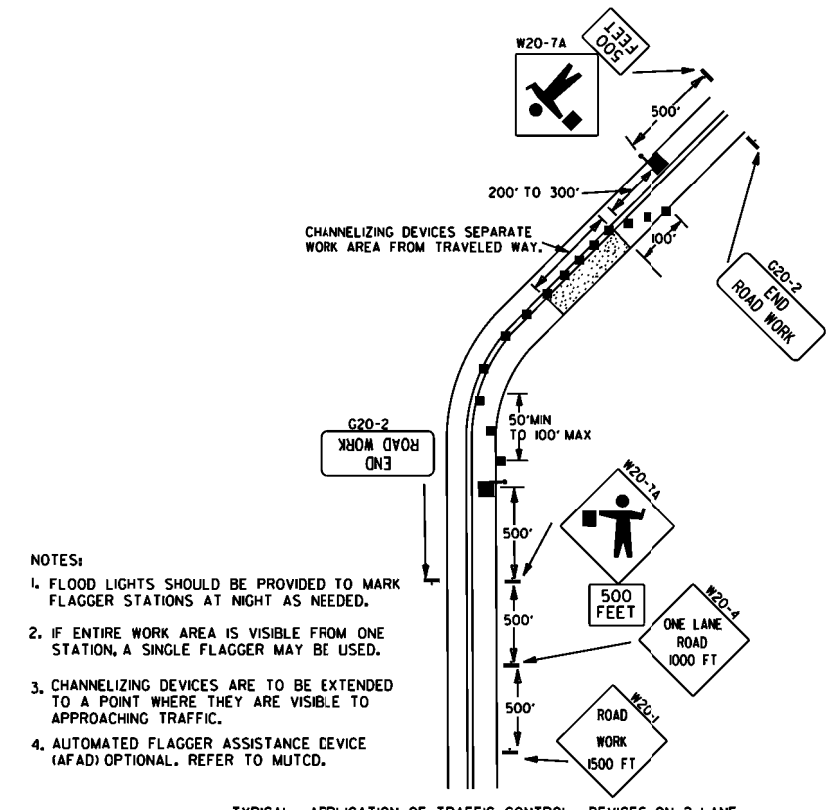 W20-7A
500
FEET
500'
200' TO 300'
CHANNELIZING DEVICES SEPARATE
WORK AREA FROM TRAVELED WAY.
100'
G20-2
END
ROAD WORK
G20-2
END
ROAD WORK
50'MIN
TO 100' MAX
W20-7A
500'
500
FEET
500'
W20-4
ONE LANE
ROAD
1000 FT
500'
W20-1
ROAD
WORK
1500 FT
NOTES:
1. FLOOD LIGHTS SHOULD BE PROVIDED TO MARK
FLAGGER STATIONS AT NIGHT AS NEEDED.
2. IF ENTIRE WORK AREA IS VISIBLE FROM ONE
STATION, A SINGLE FLAGGER MAY BE USED.
3. CHANNELIZING DEVICES ARE TO BE EXTENDED
TO A POINT WHERE THEY ARE VISIBLE TO
APPROACHING TRAFFIC.
4. AUTOMATED FLAGGER ASSISTANCE DEVICE
(AFAD) OPTIONAL. REFER TO MUTCD.
TYPICAL APPLICATION OF TRAFFIC CONTROL DEVICES ON 2-LANE